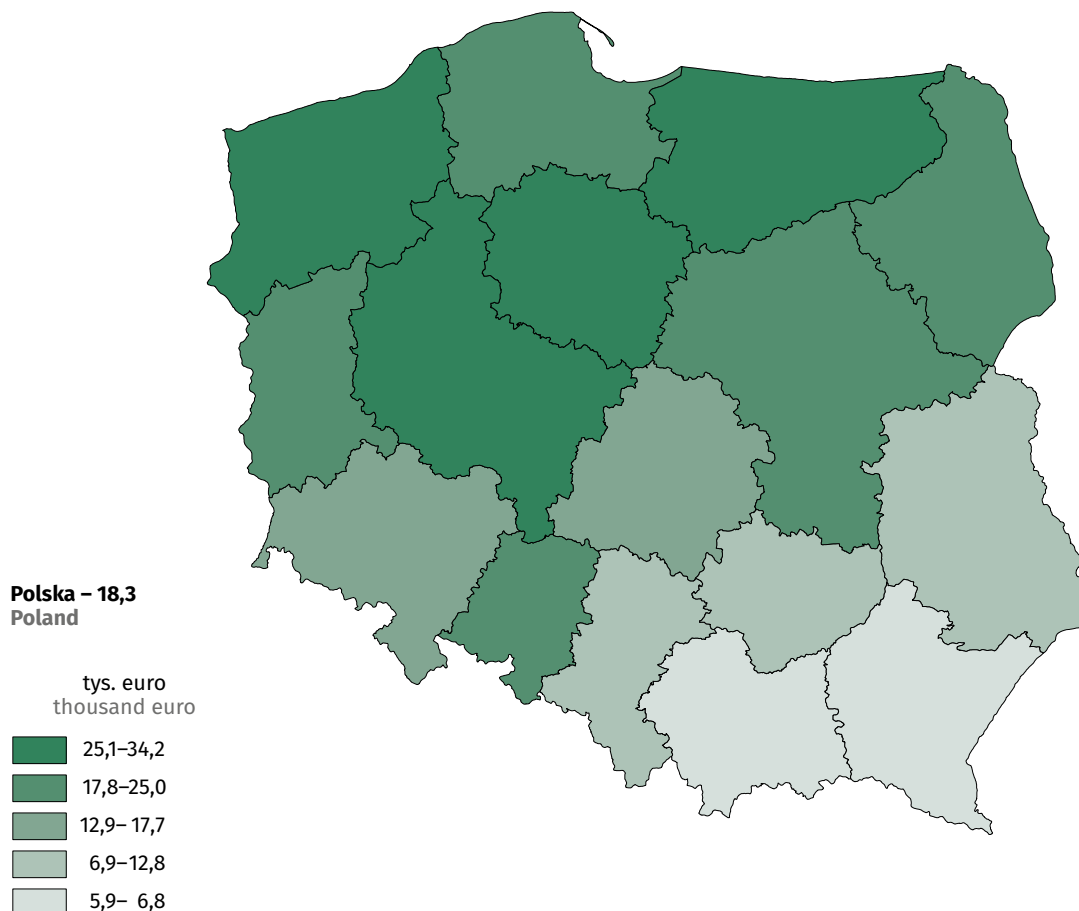 Polska – 18,3
Poland
tys. euro
thousand euro
25,1–34,2
17,8–25,0
12,9– 17,7
6,9–12,8
5,9– 6,8